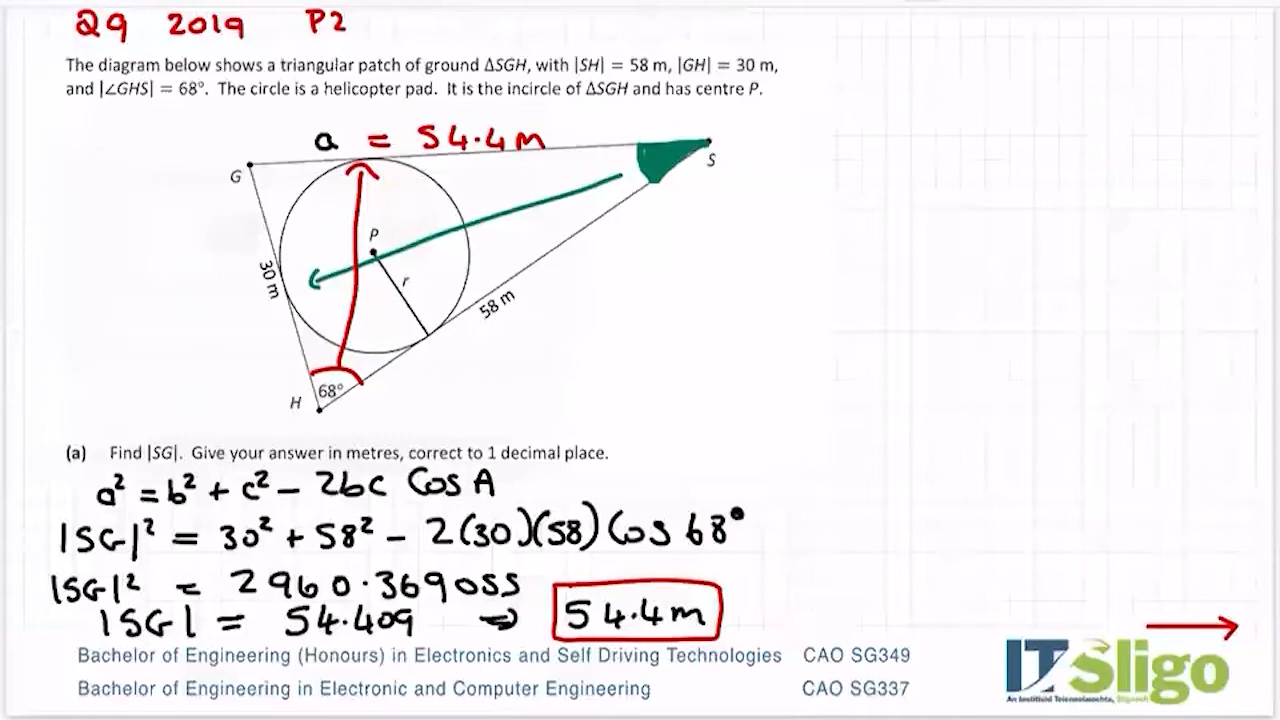 Q9 2019 P2
The diagram below shows a triangular patch of ground ΔSGH, with |SH| = 58 m, |GH| = 30 m,
and |∠GHS| = 68°. The circle is a helicopter pad. It is the incircle of ΔSGH and has centre P.
a = 54.4m
G
S
P
r
30 m
58 m
68°
H
(a) Find |SG|. Give your answer in metres, correct to 1 decimal place.
a² = b² + c² - 2bc Cos A
|SG|² = 30² + 58² - 2(30)(58) Cos 68°
|SG|² = 2960.369055
|SG| = 54.409 ⇒ 54.4m
Bachelor of Engineering (Honours) in Electronics and Self Driving Technologies CAO SG349
Bachelor of Engineering in Electronic and Computer Engineering CAO SG337
IT Sligo
An Institiúid Teicneolaíochta, Sligeach